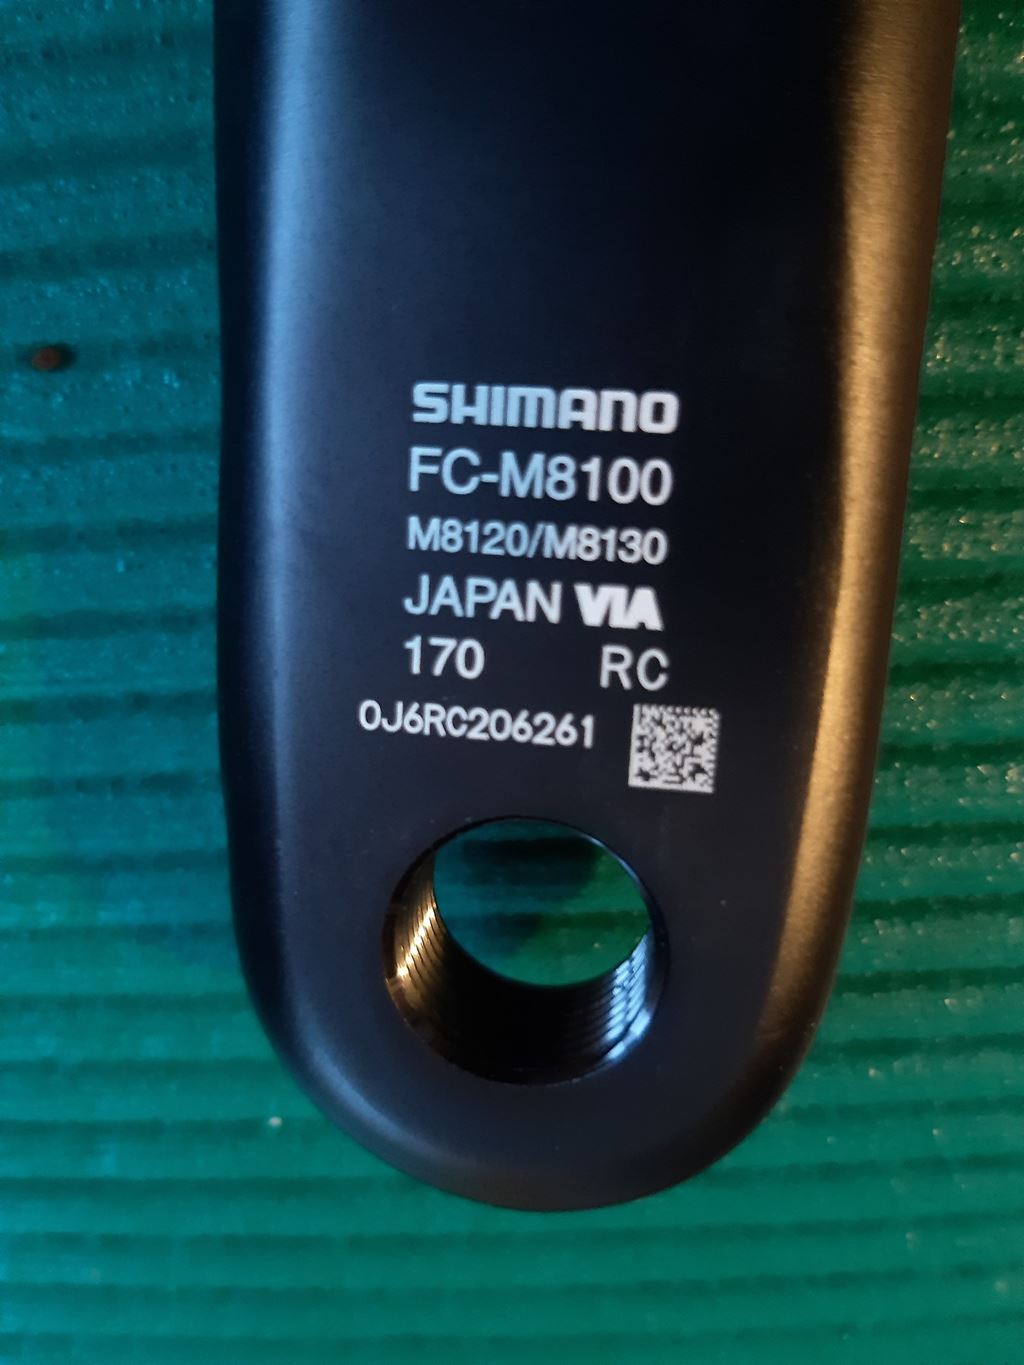 SHIMANO
FC-M8100
M8120/M8130
JAPAN VIA
170 RC
0J6RC206261